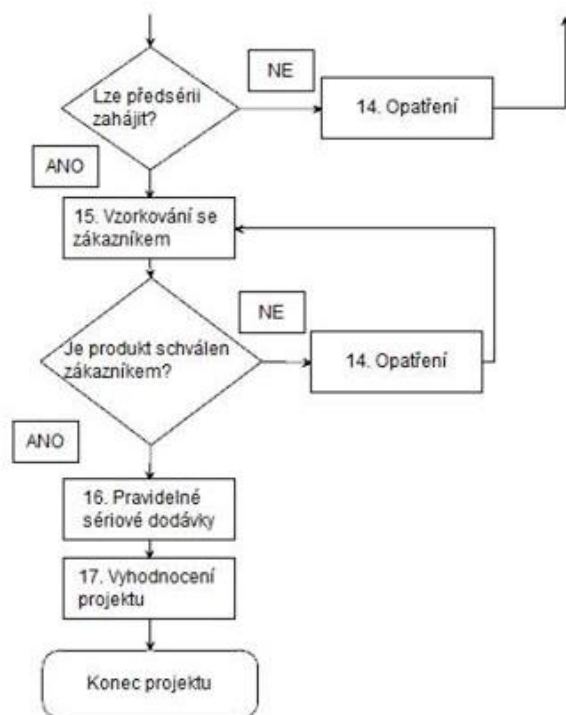 NE
Lze předsérii
zahájit?
14. Opatření
ANO
15. Vzorkování se
zákazníkem
NE
Je produkt schválen
zákazníkem?
14. Opatření
ANO
16. Pravidelné
sériové dodávky
17. Vyhodnocení
projektu
Konec projektu